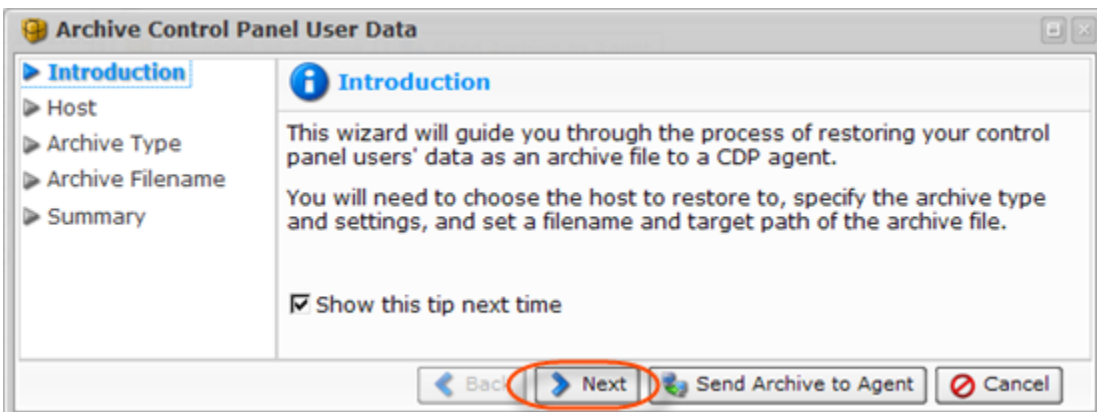 Archive Control Panel User Data
Introduction
Host
Archive Type
Archive Filename
Summary
Introduction
This wizard will guide you through the process of restoring your control
panel users' data as an archive file to a CDP agent.
You will need to choose the host to restore to, specify the archive type
and settings, and set a filename and target path of the archive file.
Show this tip next time
Back
Next
Send Archive to Agent
Cancel